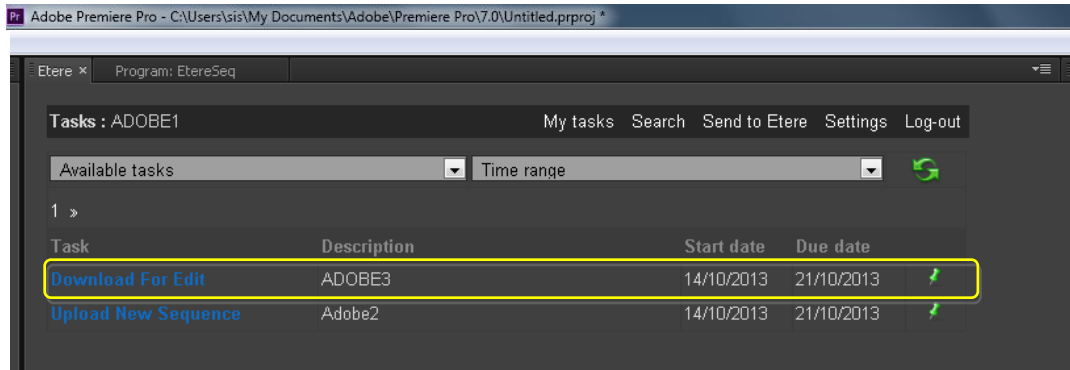 Pr Adobe Premiere Pro - C:\Users\sis\My Documents\Adobe\Premiere Pro\7.0\Untitled.prproj *
Etere × Program: EtereSeq
Tasks : ADOBE1 My tasks Search Send to Etere Settings Log-out
Available tasks Time range
1 »
Task Description Start date Due date
Download For Edit ADOBE3 14/10/2013 21/10/2013
Upload New Sequence Adobe2 14/10/2013 21/10/2013